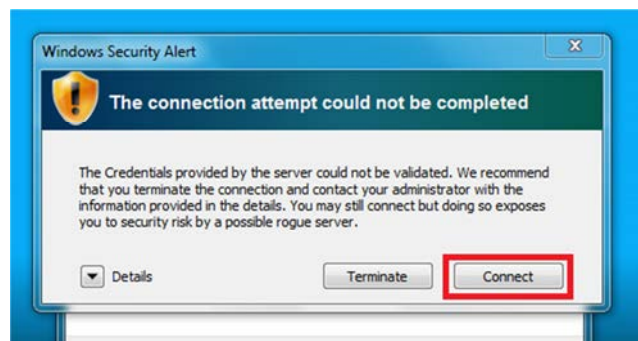 Windows Security Alert
The connection attempt could not be completed
The Credentials provided by the server could not be validated. We recommend
that you terminate the connection and contact your administrator with the
information provided in the details. You may still connect but doing so exposes
you to security risk by a possible rogue server.
Details Terminate Connect